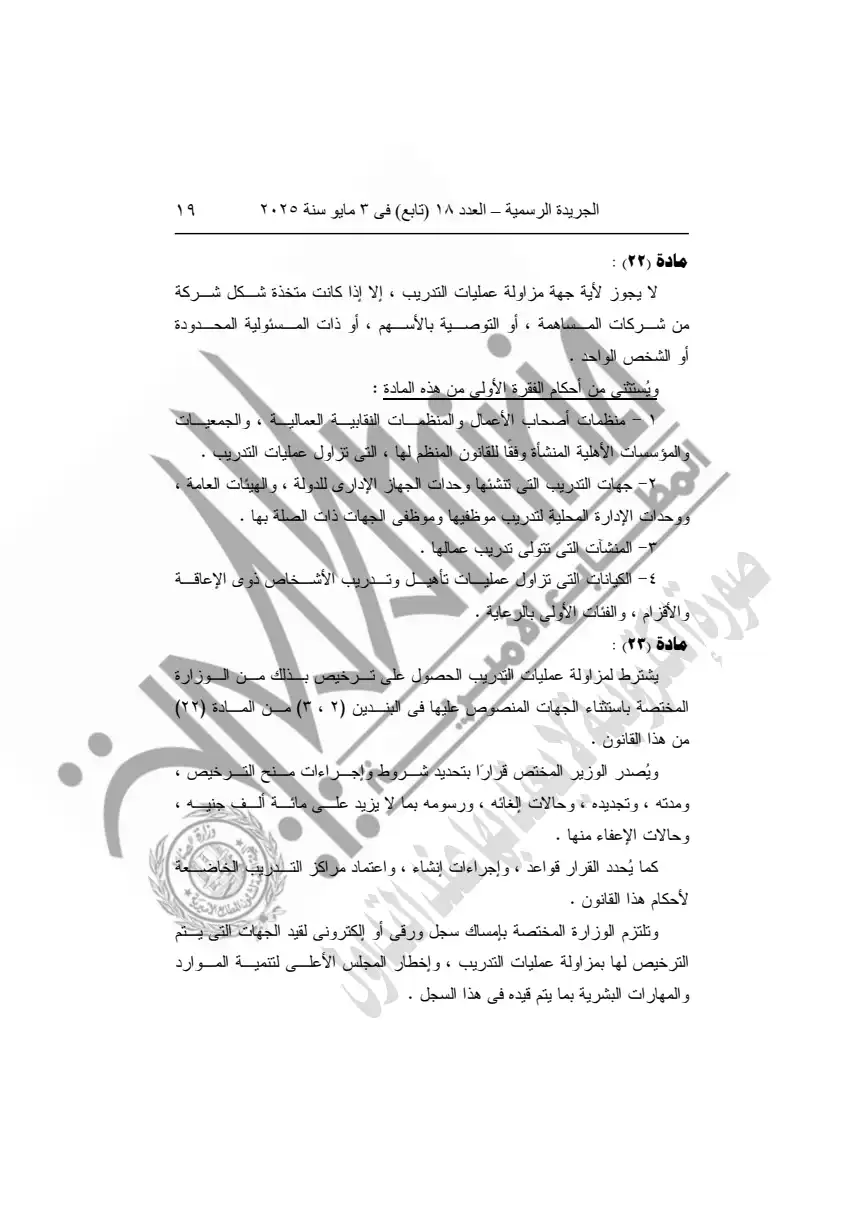 الجريدة الرسمية – العدد ١٨ (تابع) فى ٣ مايو سنة ٢٠٢٥ ١٩
مادة (٢٢) :
لا يجوز لأية جهة مزاولة عمليات التدريب ، إلا إذا كانت متخذة شكل شركة
من شركات المساهمة ، أو التوصية بالأسهم ، أو ذات المسئولية المحدودة
أو الشخص الواحد .
ويُستثنى من أحكام الفقرة الأولى من هذه المادة :
١ – منظمات أصحاب الأعمال والمنظمات النقابية العمالية ، والجمعيات
والمؤسسات الأهلية المنشأة وفقًا للقانون المنظم لها ، التى تزاول عمليات التدريب .
٢– جهات التدريب التى تنشئها وحدات الجهاز الإدارى للدولة ، والهيئات العامة ،
ووحدات الإدارة المحلية لتدريب موظفيها وموظفى الجهات ذات الصلة بها .
٣– المنشآت التى تتولى تدريب عمالها .
٤– الكيانات التى تزاول عمليات تأهيل وتدريب الأشخاص ذوى الإعاقة
والأقزام ، والفئات الأولى بالرعاية .
مادة (٢٣) :
يشترط لمزاولة عمليات التدريب الحصول على ترخيص بذلك من الوزارة
المختصة باستثناء الجهات المنصوص عليها فى البندين (٢ ، ٣) من المادة (٢٢)
من هذا القانون .
ويُصدر الوزير المختص قرارًا بتحديد شروط وإجراءات منح الترخيص ،
ومدته ، وتجديده ، وحالات إلغائه ، ورسومه بما لا يزيد على مائة ألف جنيه ،
وحالات الإعفاء منها .
كما يُحدد القرار قواعد ، وإجراءات إنشاء ، واعتماد مراكز التدريب الخاضعة
لأحكام هذا القانون .
وتلتزم الوزارة المختصة بإمساك سجل ورقى أو إلكترونى لقيد الجهات التى يتم
الترخيص لها بمزاولة عمليات التدريب ، وإخطار المجلس الأعلى لتنمية الموارد
والمهارات البشرية بما يتم قيده فى هذا السجل .
صورة إلكترونية لا يعتد بها عند التداول
المطابع الأميرية